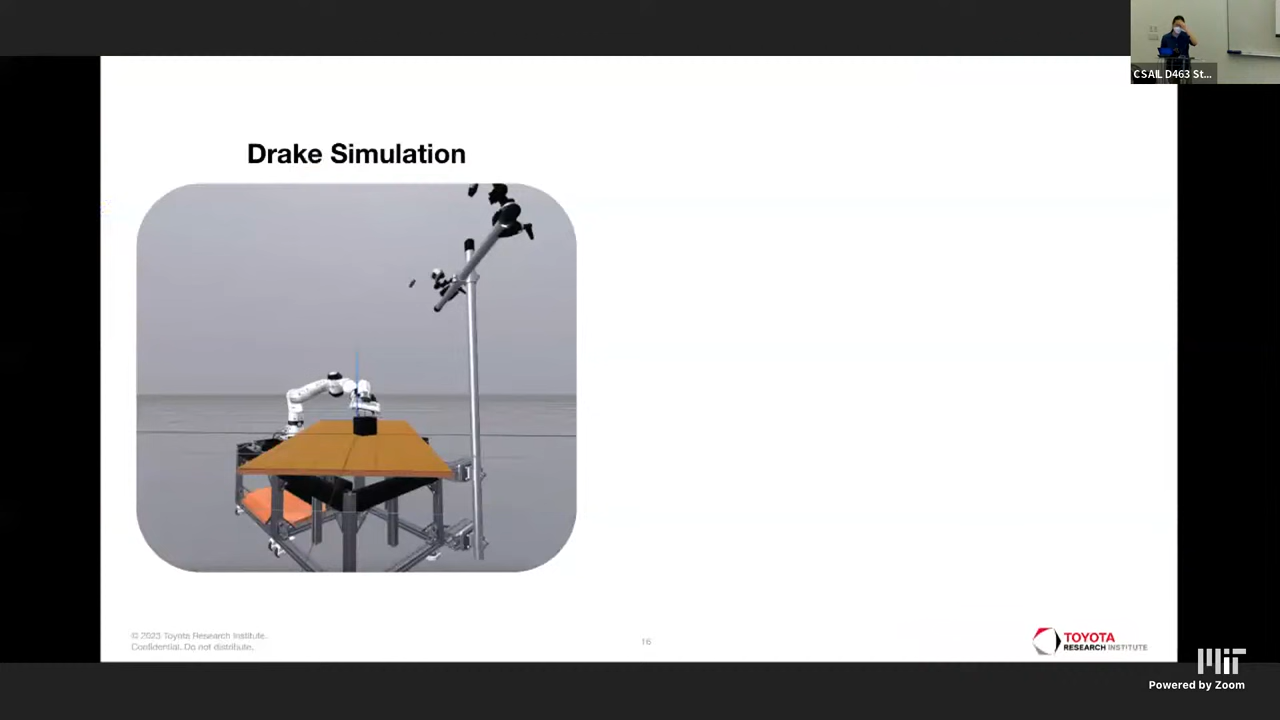 CSAIL D463 St...
Drake Simulation
© 2023 Toyota Research Institute.
Confidential. Do not distribute.
16
TOYOTA
RESEARCH INSTITUTE
MIT
Powered by Zoom